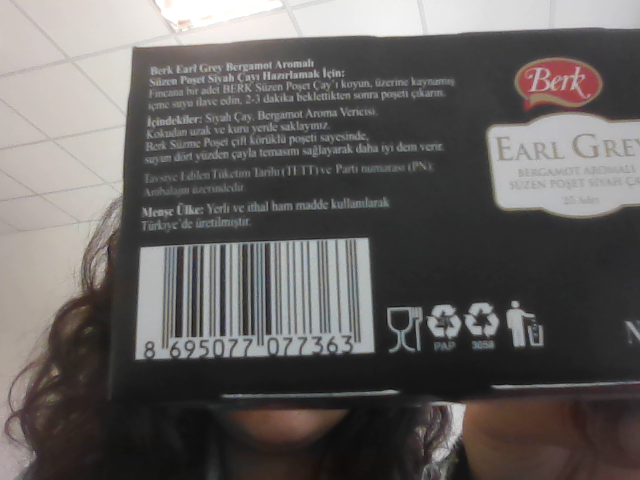 Berk Earl Grey Bergamot Aromalı
Süzen Poşet Siyah Çayı Hazırlamak İçin:
Fincana bir adet BERK Süzen Poşet Çay'ı koyun, üzerine kaynamış
içme suyu ilave edin, 2-3 dakika beklettikten sonra poşeti çıkarın.
İçindekiler: Siyah Çay, Bergamot Aroma Vericisi.
Kokudan uzak ve kuru yerde saklayınız.
Berk Süzme Poşet çift körüklü poşeti sayesinde,
suyun dört yüzden çayla temasını sağlayarak daha iyi dem verir.
Tavsiye Edilen Tüketim Tarihi (TETT) ve Parti numarası (PN):
Ambalajın üzerindedir.
Menşe Ülke: Yerli ve ithal ham madde kullanılarak
Türkiye'de üretilmiştir.
8 695077 077363
PAP
Berk
EARL GREY
BERGAMOT AROMALI
SÜZEN POŞET SİYAH ÇA
25 Adet
N